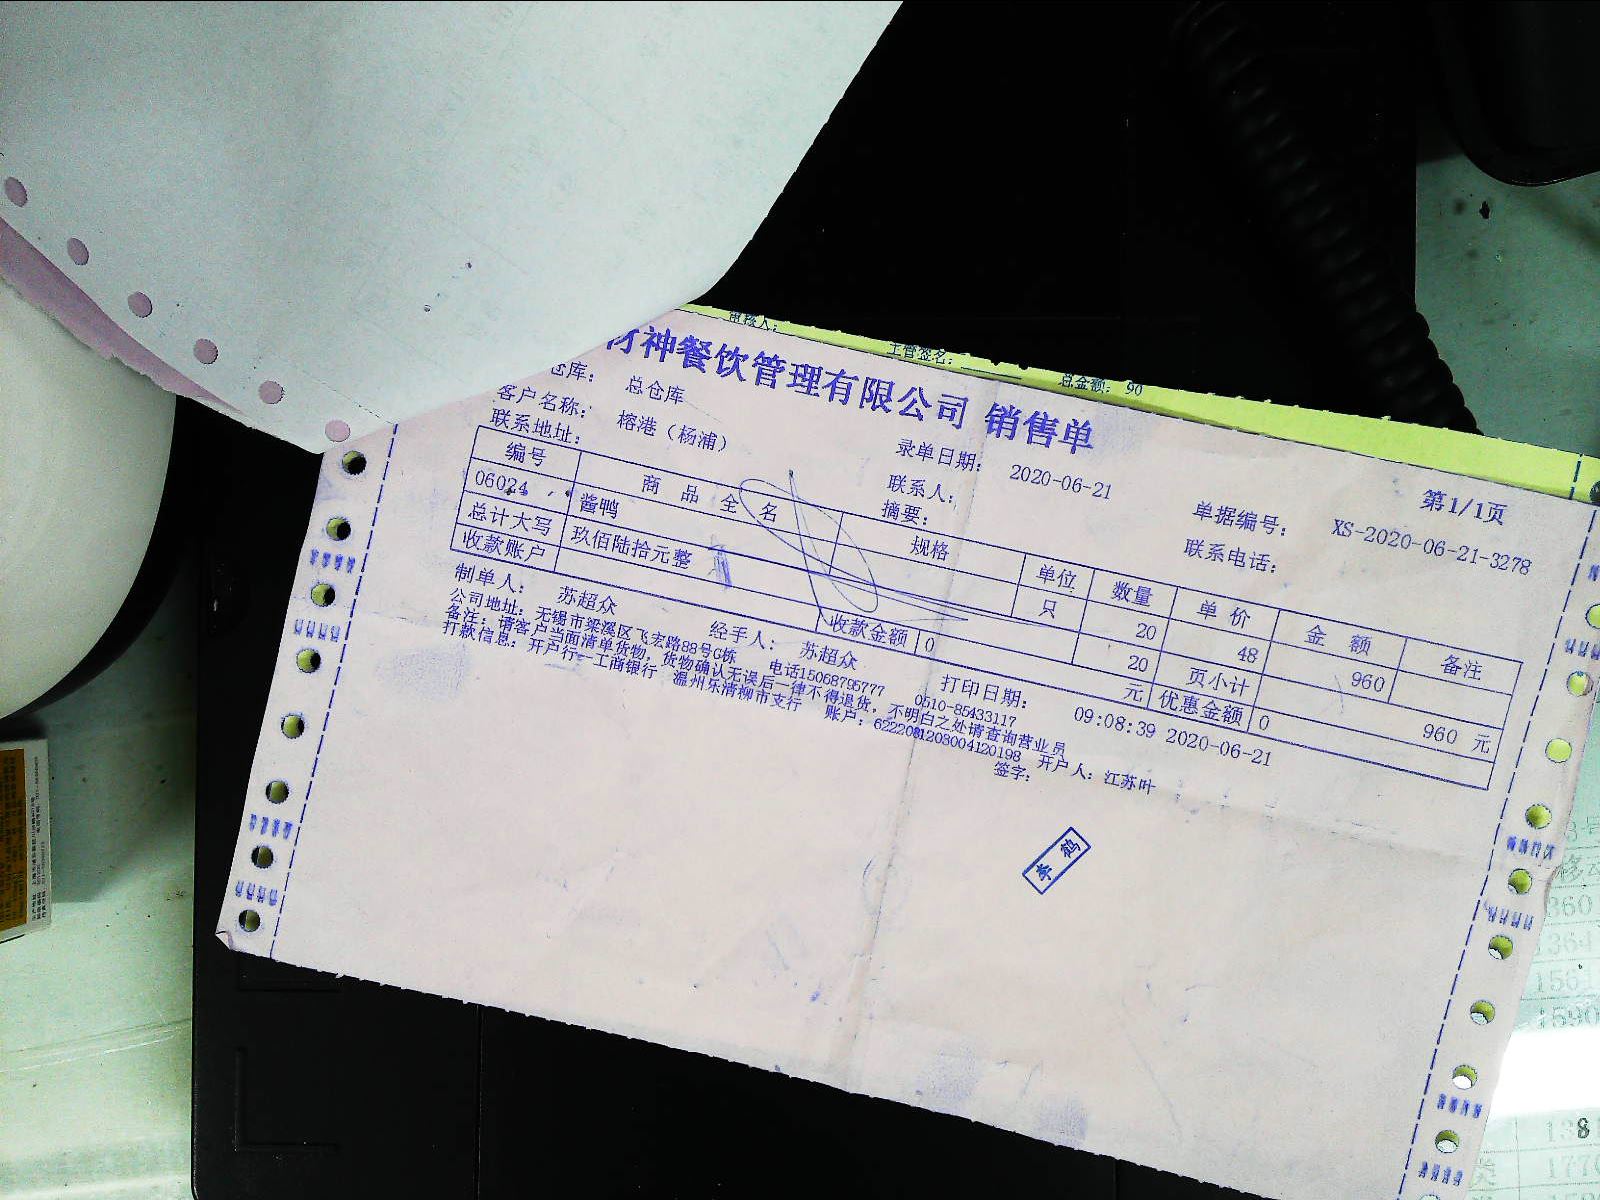 审核人：
主管签名：
总金额：90
财神餐饮管理有限公司 销售单
仓库： 总仓库 录单日期： 2020-06-21 第1/1页
客户名称： 榕港（杨浦） 联系人： 单据编号： XS-2020-06-21-3278
联系地址： 摘要： 联系电话：
编号 商品全名 规格 单位 数量 单价 金额 备注
06024 酱鸭 只 20 48 960
20 页小计 960 元
总计大写 玖佰陆拾元整 元 优惠金额 0
收款账户 收款金额 0
制单人： 苏超众 经手人： 苏超众 打印日期： 09:08:39 2020-06-21
公司地址：无锡市梁溪区飞宏路88号G栋 电话15068795777 0510-85433117
备注：请客户当面清单货物，货物确认无误后一律不得退货，不明白之处请查询营业员
打款信息：开户行—工商银行 温州乐清柳市支行 账户：6222081203004120198 开户人：江苏叶
签字：
李鹤